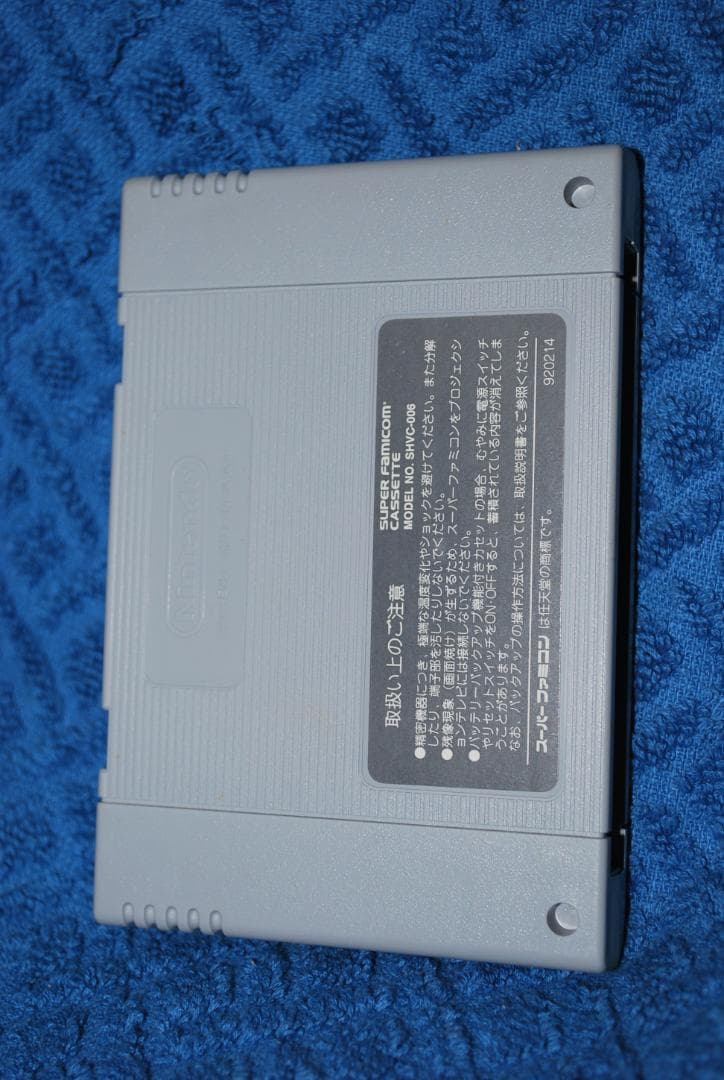 SUPER FAMICOM
CASSETTE
MODEL NO. SHVC-006
取扱い上のご注意
●精密機器につき、極端な温度変化やショックを避けてください。また分解
したり、端子部を汚したりしないでください。
●残像現象（画面焼け）が生ずるため、スーパーファミコンをプロジェクシ
ョンテレビには接続しないでください。
●バッテリーバックアップ機能付きカセットの場合、むやみに電源スイッチ
やリセットスイッチをON・OFFすると、蓄積されている内容が消えてしま
うことがあります。
なお、バックアップの操作方法については、取扱説明書をご参照ください。
スーパーファミコン は任天堂の商標です。
920214
Nintendo